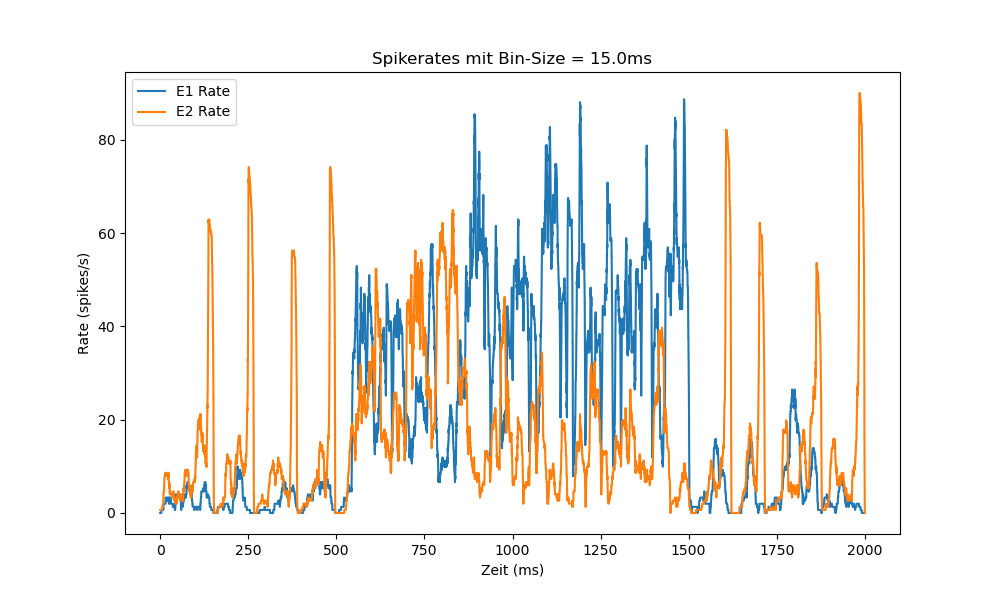 Spikerates mit Bin-Size = 15.0ms
E1 Rate
E2 Rate
Rate (spikes/s)
80
60
40
20
0
0 250 500 750 1000 1250 1500 1750 2000
Zeit (ms)